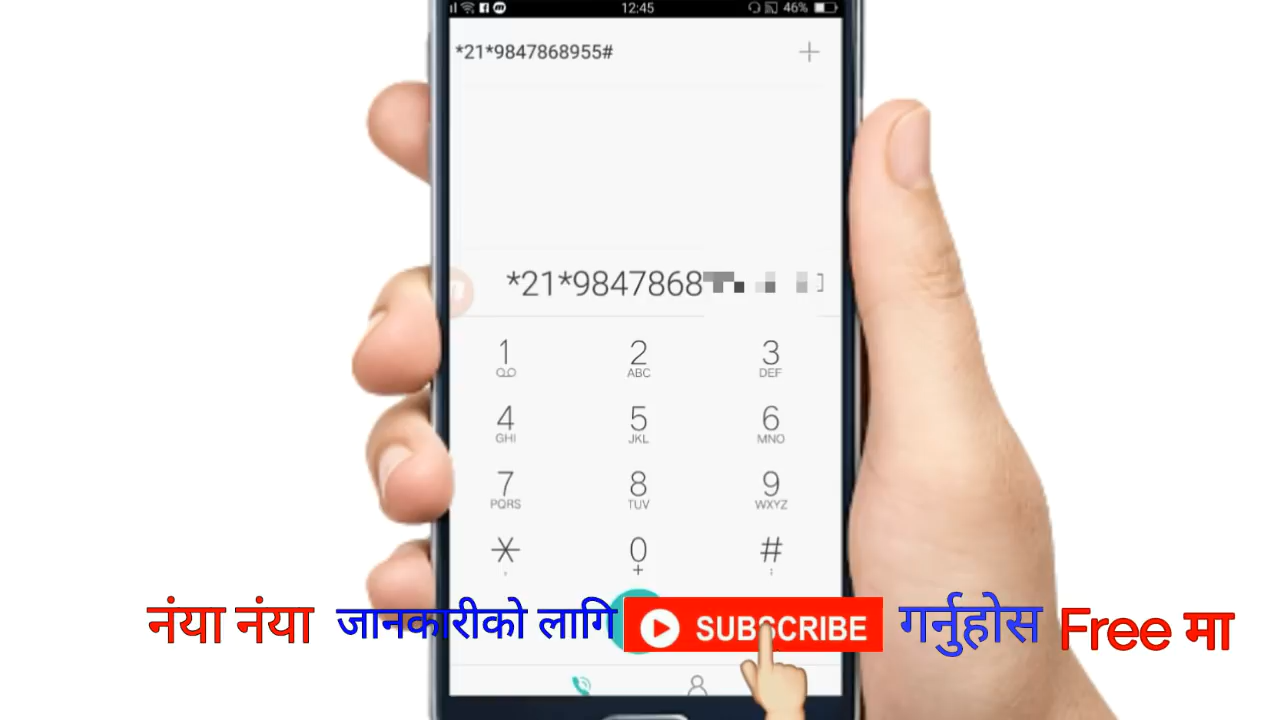 12:45
46%
*21*9847868955#
*21*9847868
1
2
ABC
3
DEF
4
GHI
5
JKL
6
MNO
7
PQRS
8
TUV
9
WXYZ
*
,
0
+
#
;
नंया नंया जानकारीको लागि SUBSCRIBE गर्नुहोस Free मा